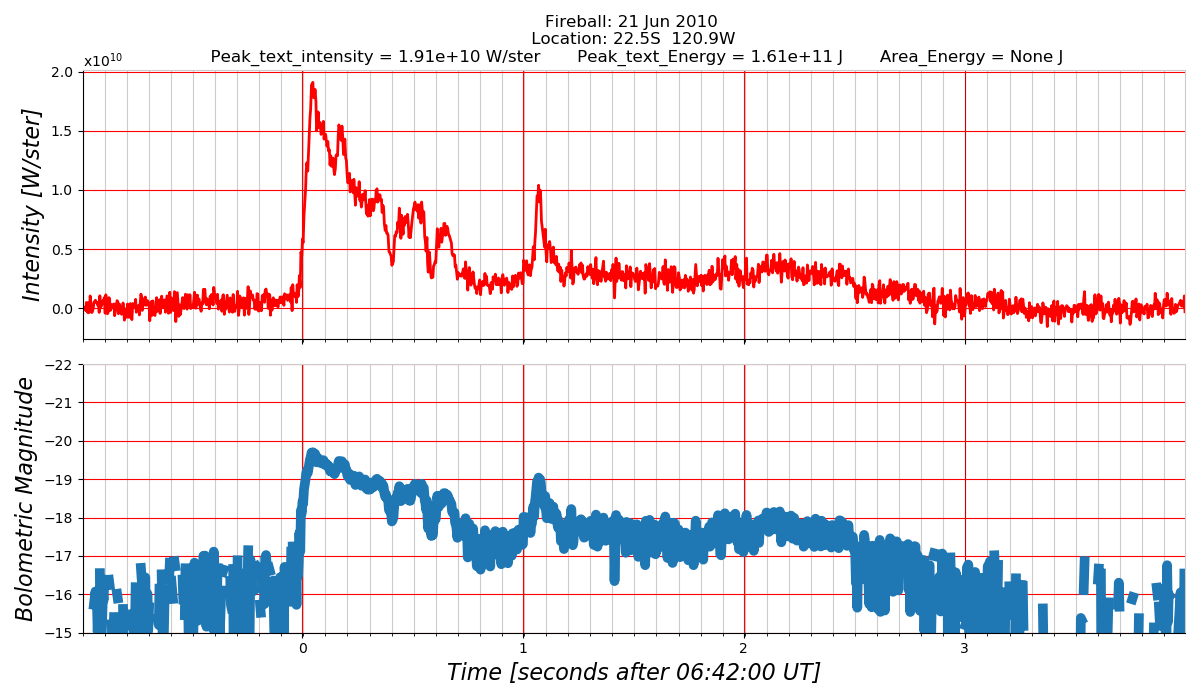 Fireball: 21 Jun 2010
Location: 22.5S  120.9W
Peak_text_intensity = 1.91e+10 W/ster    Peak_text_Energy = 1.61e+11 J    Area_Energy = None J
x10¹⁰
2.0
1.5
1.0
0.5
0.0
Intensity [W/ster]
−22
−21
−20
−19
−18
−17
−16
−15
Bolometric Magnitude
0 1 2 3
Time [seconds after 06:42:00 UT]